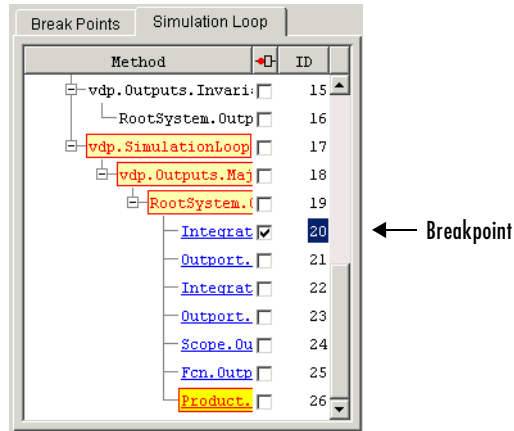 Break Points Simulation Loop
Method ID
vdp.Outputs.Invari 15
RootSystem.Outp 16
vdp.SimulationLoop 17
vdp.Outputs.Maj 18
RootSystem. 19
Integrat 20 Breakpoint
Outport. 21
Integrat 22
Outport. 23
Scope.Ou 24
Fcn.Outp 25
Product. 26